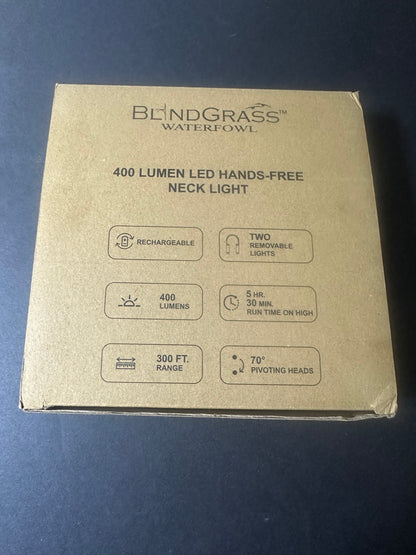 BLINDGRASS™
WATERFOWL
400 LUMEN LED HANDS-FREE
NECK LIGHT
RECHARGEABLE
TWO
REMOVABLE
LIGHTS
400
LUMENS
5 HR.
30 MIN.
RUN TIME ON HIGH
300 FT.
RANGE
70°
PIVOTING HEADS